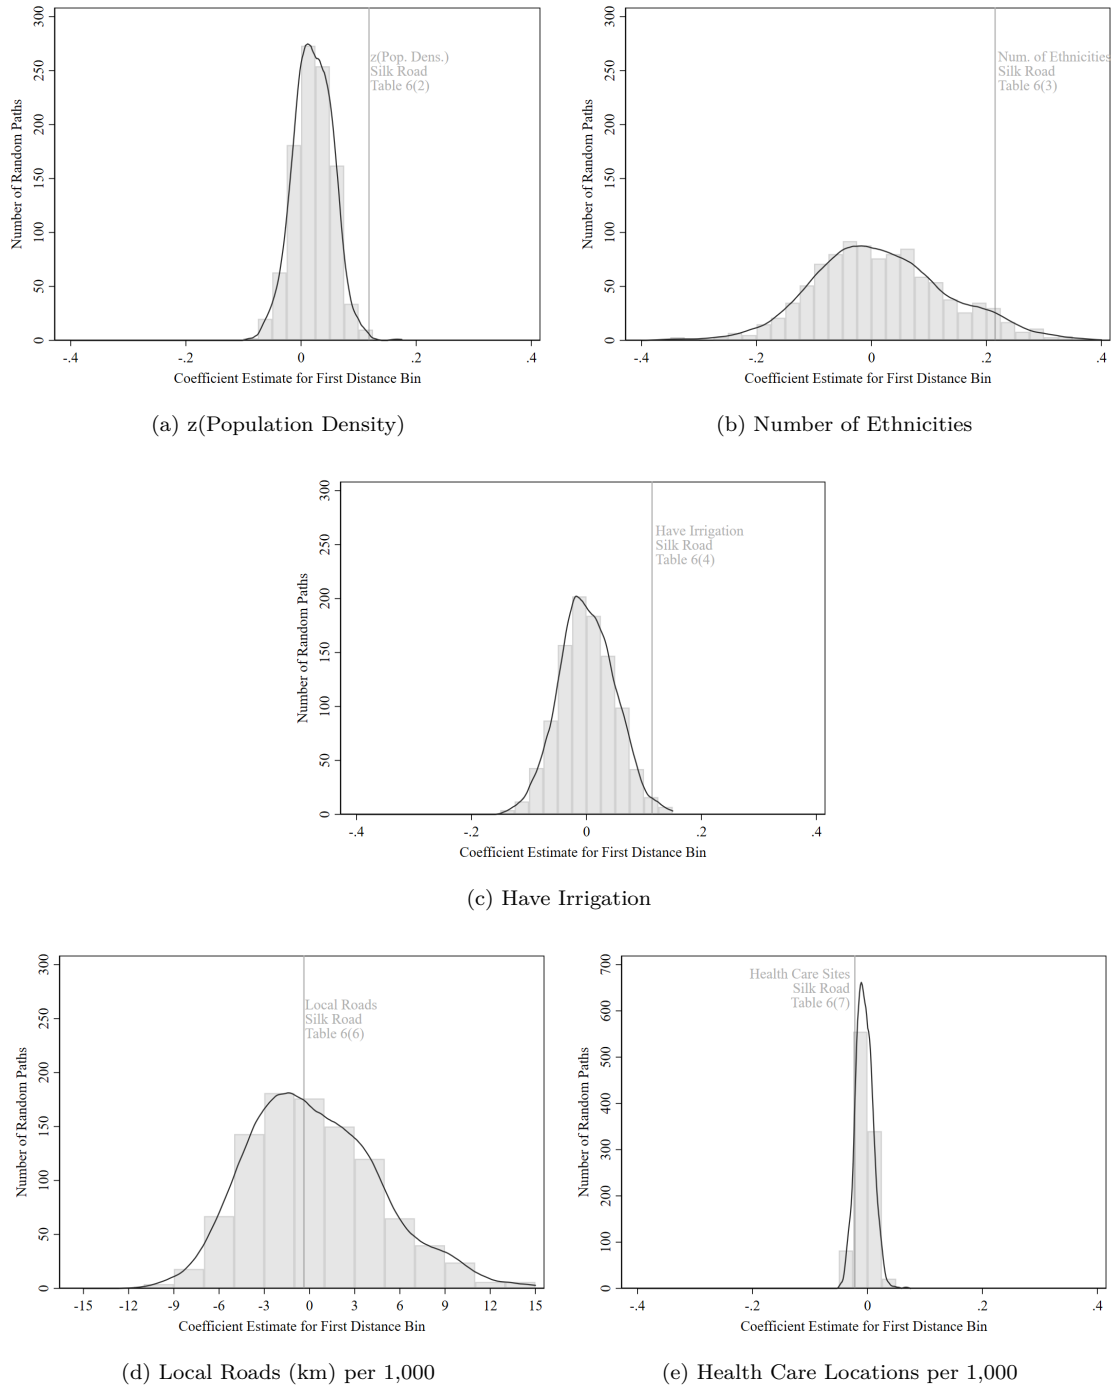 300
250
200
150
100
50
0
Number of Random Paths
z(Pop. Dens.)
Silk Road
Table 6(2)
-.4 -.2 0 .2 .4
Coefficient Estimate for First Distance Bin
(a) z(Population Density)
300
250
200
150
100
50
0
Number of Random Paths
Num. of Ethnicities
Silk Road
Table 6(3)
-.4 -.2 0 .2 .4
Coefficient Estimate for First Distance Bin
(b) Number of Ethnicities
300
250
200
150
100
50
0
Number of Random Paths
Have Irrigation
Silk Road
Table 6(4)
-.4 -.2 0 .2 .4
Coefficient Estimate for First Distance Bin
(c) Have Irrigation
300
250
200
150
100
50
0
Number of Random Paths
Local Roads
Silk Road
Table 6(6)
-15 -12 -9 -6 -3 0 3 6 9 12 15
Coefficient Estimate for First Distance Bin
(d) Local Roads (km) per 1,000
700
600
500
400
300
200
100
0
Number of Random Paths
Health Care Sites
Silk Road
Table 6(7)
-.4 -.2 0 .2 .4
Coefficient Estimate for First Distance Bin
(e) Health Care Locations per 1,000